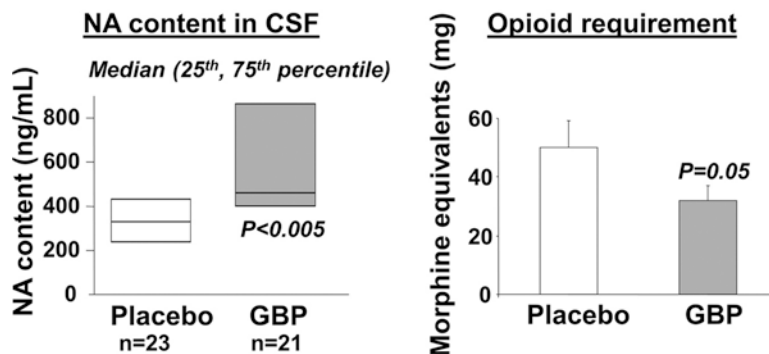 NA content in CSF
Median (25th, 75th percentile)
NA content (ng/mL)
800
600
400
200
0
P<0.005
Placebo
GBP
n=23
n=21
Opioid requirement
Morphine equivalents (mg)
60
40
20
0
P=0.05
Placebo
GBP